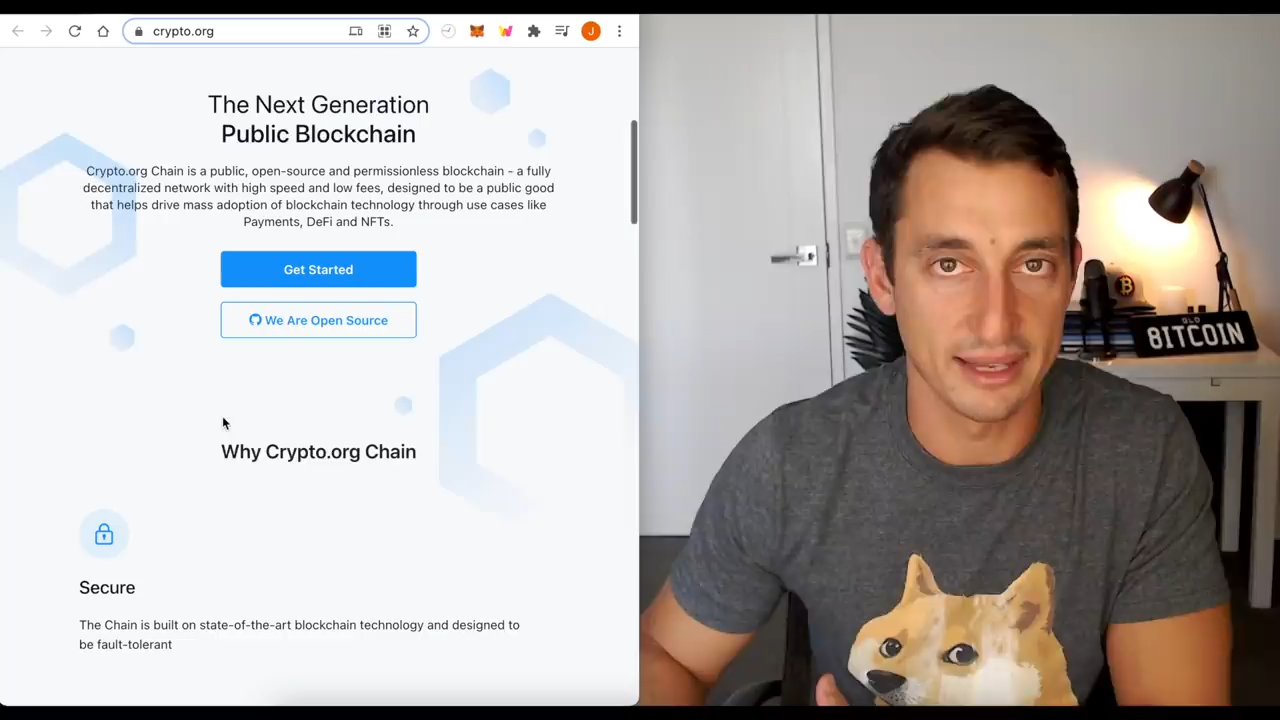 crypto.org
J
The Next Generation
Public Blockchain
Crypto.org Chain is a public, open-source and permissionless blockchain - a fully
decentralized network with high speed and low fees, designed to be a public good
that helps drive mass adoption of blockchain technology through use cases like
Payments, DeFi and NFTs.
Get Started
We Are Open Source
Why Crypto.org Chain
Secure
The Chain is built on state-of-the-art blockchain technology and designed to
be fault-tolerant
QLD
BITCOIN